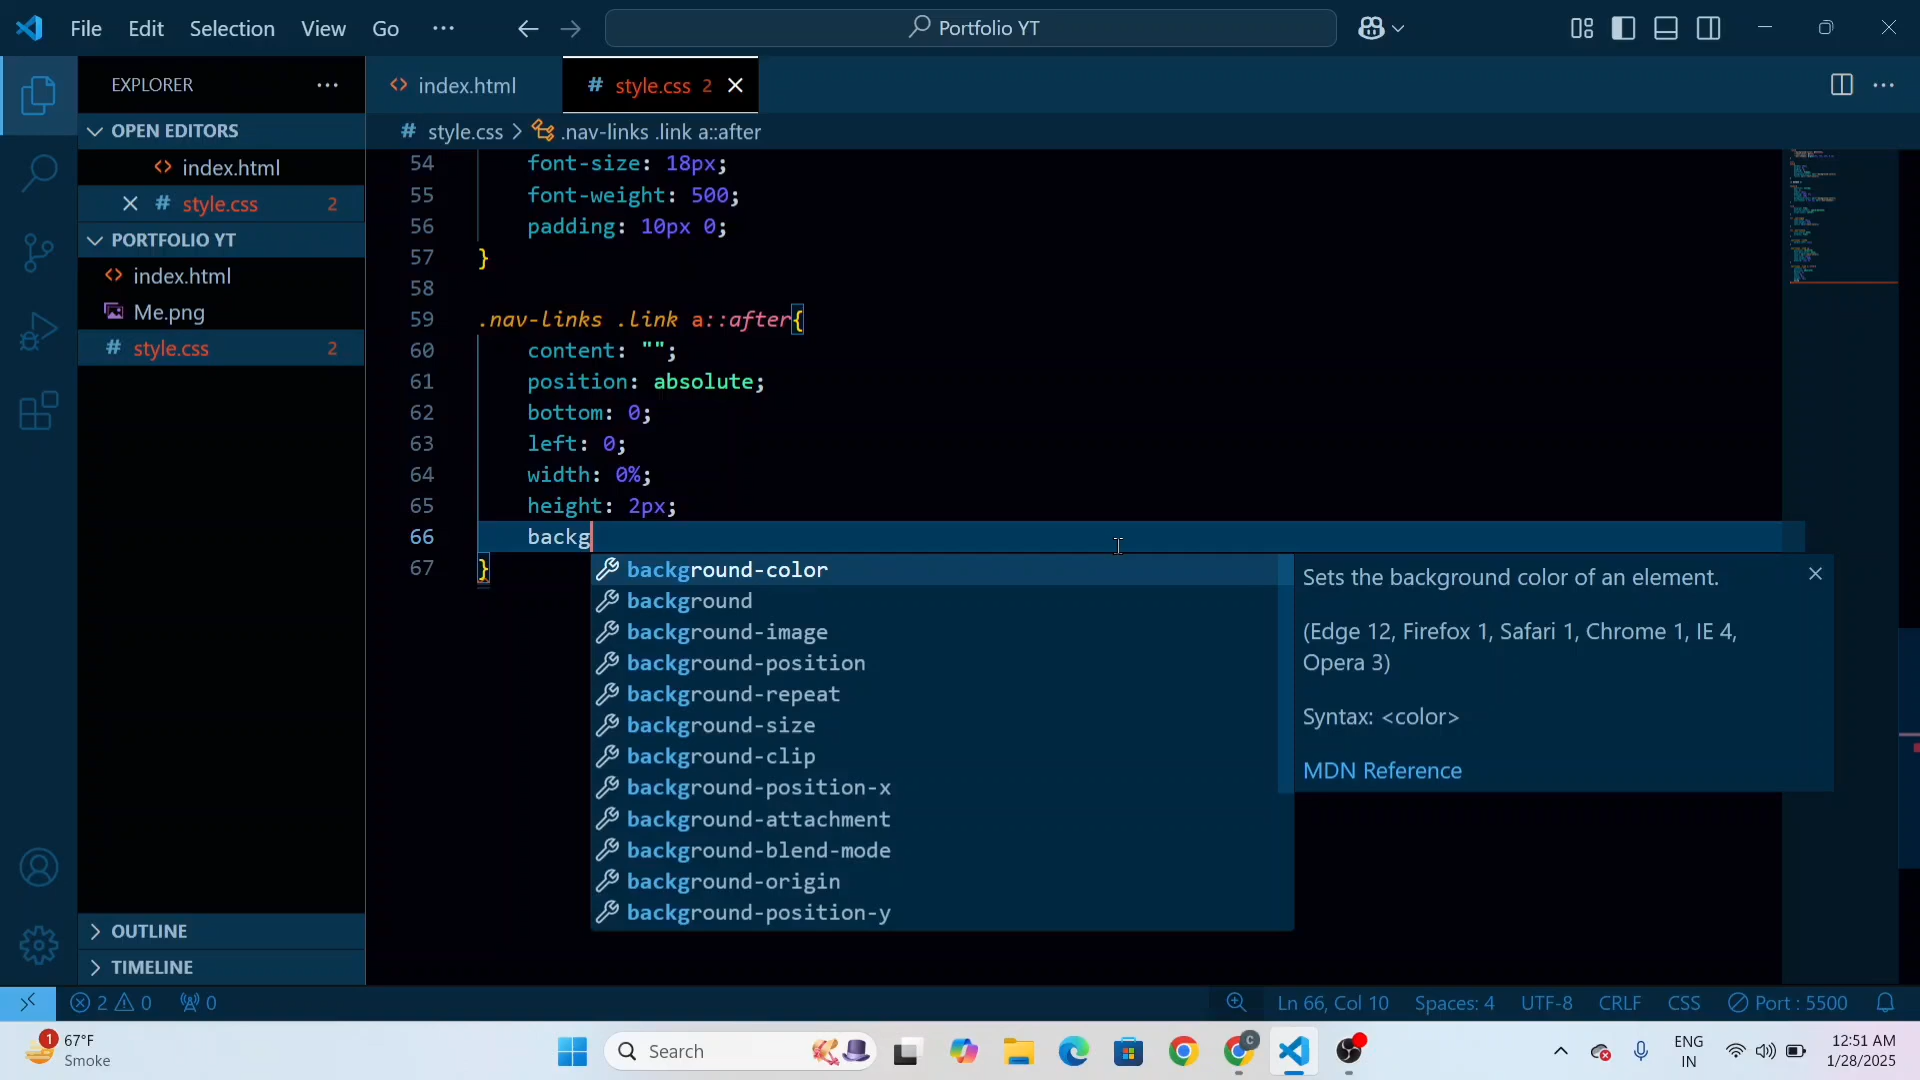 File Edit Selection View Go ··· Portfolio YT
EXPLORER ···
OPEN EDITORS
index.html
style.css 2
PORTFOLIO YT
index.html
Me.png
style.css 2
OUTLINE
TIMELINE
index.html # style.css 2
# style.css > .nav-links .link a::after
54 font-size: 18px;
55 font-weight: 500;
56 padding: 10px 0;
57 }
58
59 .nav-links .link a::after{
60 content: "";
61 position: absolute;
62 bottom: 0;
63 left: 0;
64 width: 0%;
65 height: 2px;
66 backg
67 }
background-color
background
background-image
background-position
background-repeat
background-size
background-clip
background-position-x
background-attachment
background-blend-mode
background-origin
background-position-y
Sets the background color of an element.
(Edge 12, Firefox 1, Safari 1, Chrome 1, IE 4,
Opera 3)
Syntax: <color>
MDN Reference
2 0 0 Ln 66, Col 10 Spaces: 4 UTF-8 CRLF CSS Port : 5500
1 67°F
Smoke
Search
C
ENG
IN
12:51 AM
1/28/2025